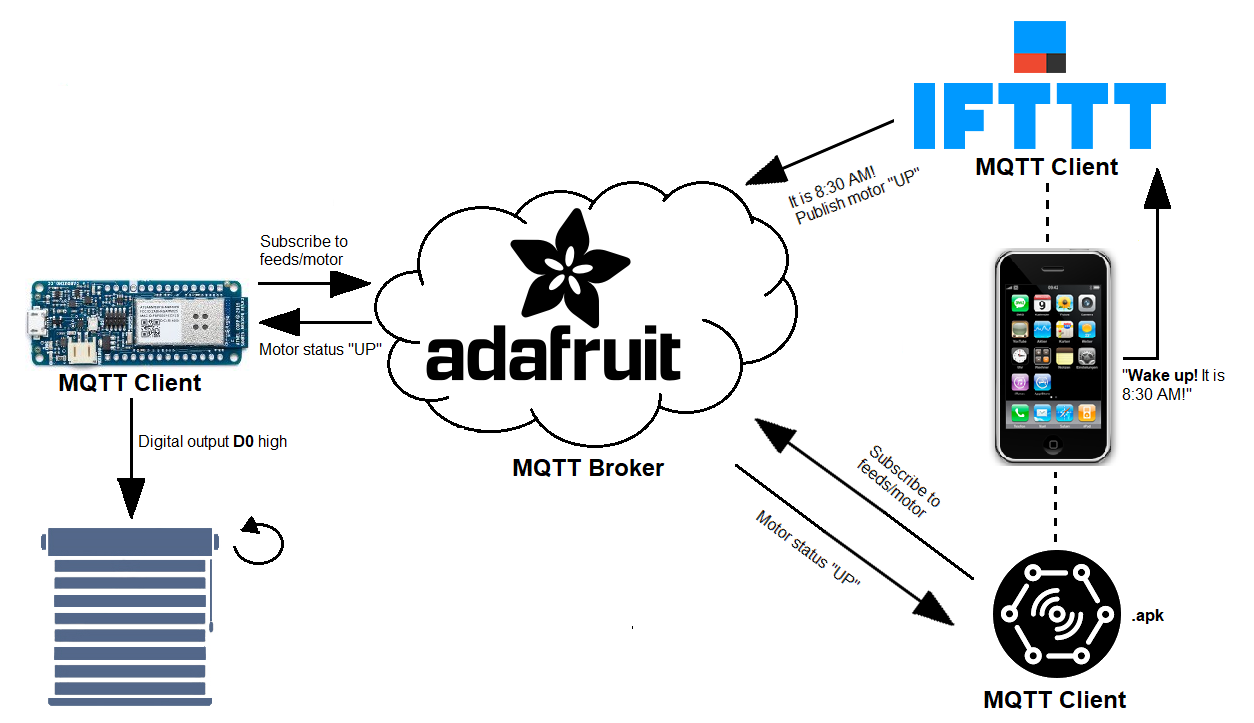 IFTTT
MQTT Client
It is 8:30 AM!
Publish motor "UP"
Subscribe to
feeds/motor
Motor status "UP"
MQTT Client
Digital output D0 high
adafruit
MQTT Broker
09:42
"Wake up! It is
8:30 AM!"
Subscribe to
feeds/motor
Motor status "UP"
.apk
MQTT Client